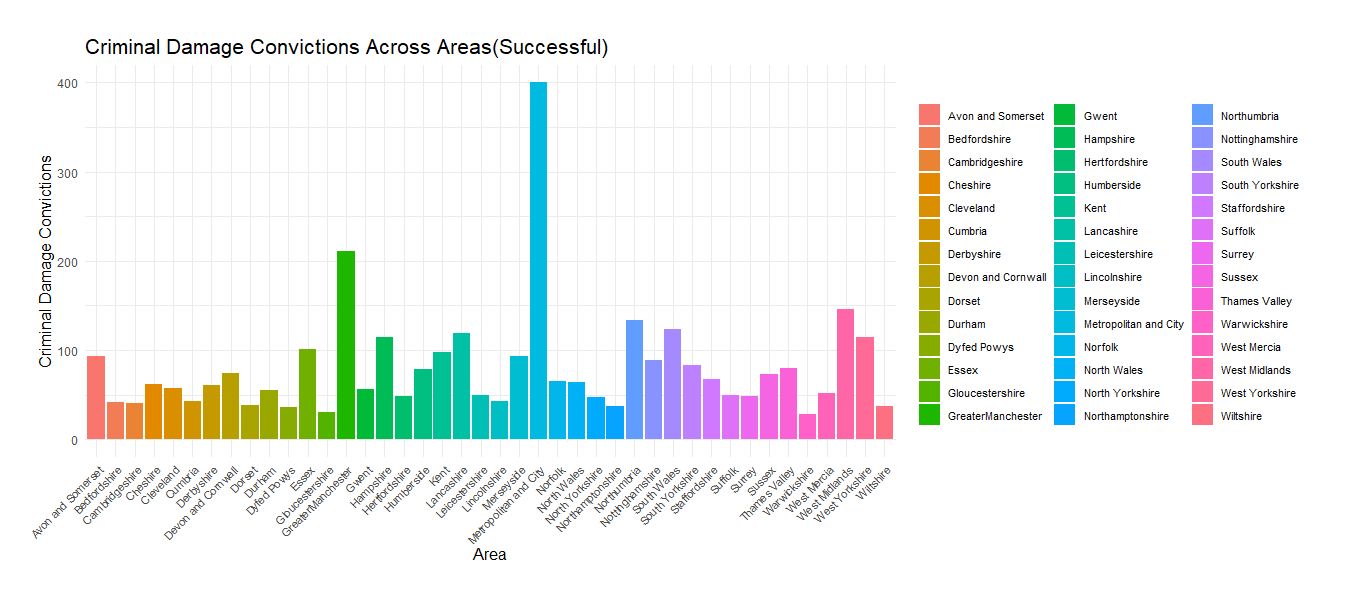 Criminal Damage Convictions Across Areas(Successful)
Criminal Damage Convictions
400
300
200
100
0
Avon and Somerset
Bedfordshire
Cambridgeshire
Cheshire
Cleveland
Cumbria
Derbyshire
Devon and Cornwall
Dorset
Durham
Dyfed Powys
Essex
Gloucestershire
GreaterManchester
Gwent
Hampshire
Hertfordshire
Humberside
Kent
Lancashire
Leicestershire
Lincolnshire
Merseyside
Metropolitan and City
Norfolk
North Wales
North Yorkshire
Northamptonshire
Northumbria
Nottinghamshire
South Wales
South Yorkshire
Staffordshire
Suffolk
Surrey
Sussex
Thames Valley
Warwickshire
West Mercia
West Midlands
West Yorkshire
Wiltshire
Area
Avon and Somerset
Bedfordshire
Cambridgeshire
Cheshire
Cleveland
Cumbria
Derbyshire
Devon and Cornwall
Dorset
Durham
Dyfed Powys
Essex
Gloucestershire
GreaterManchester
Gwent
Hampshire
Hertfordshire
Humberside
Kent
Lancashire
Leicestershire
Lincolnshire
Merseyside
Metropolitan and City
Norfolk
North Wales
North Yorkshire
Northamptonshire
Northumbria
Nottinghamshire
South Wales
South Yorkshire
Staffordshire
Suffolk
Surrey
Sussex
Thames Valley
Warwickshire
West Mercia
West Midlands
West Yorkshire
Wiltshire